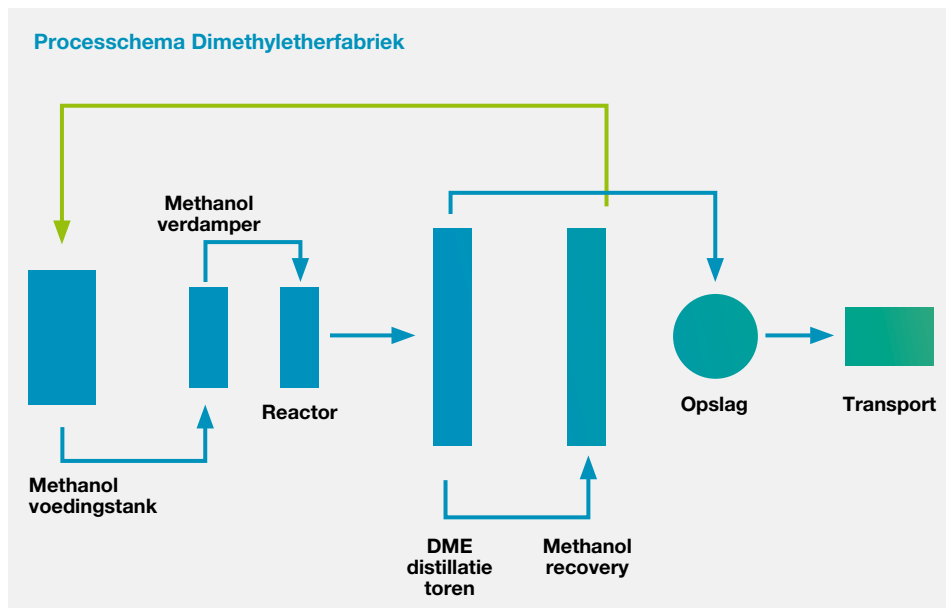 Processchema Dimethyletherfabriek
Methanol
verdamper
Reactor
Methanol
voedingstank
DME
distillatie
toren
Methanol
recovery
Opslag
Transport